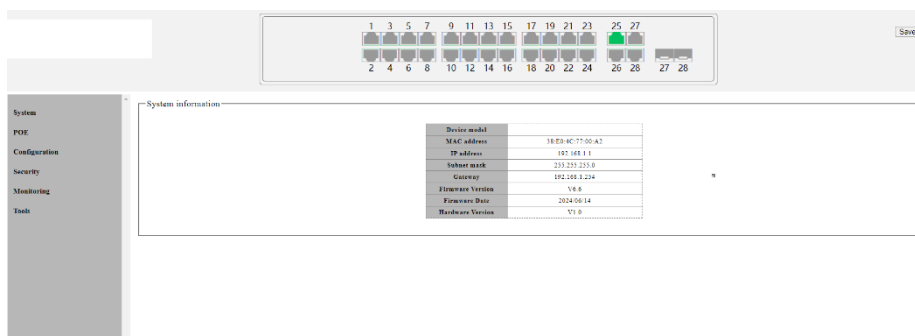 1 3 5 7 9 11 13 15 17 19 21 23 25 27
Save
2 4 6 8 10 12 14 16 18 20 22 24 26 28 27 28
System information
System
POE
Configuration
Security
Monitoring
Tools
Device model
MAC address 38:E8:4C:77:00:A2
IP address 192.168.1.1
Subnet mask 255.255.255.0
Gateway 192.168.1.254
Firmware Version V6.6
Firmware Date 2024/06/14
Hardware Version V1.0